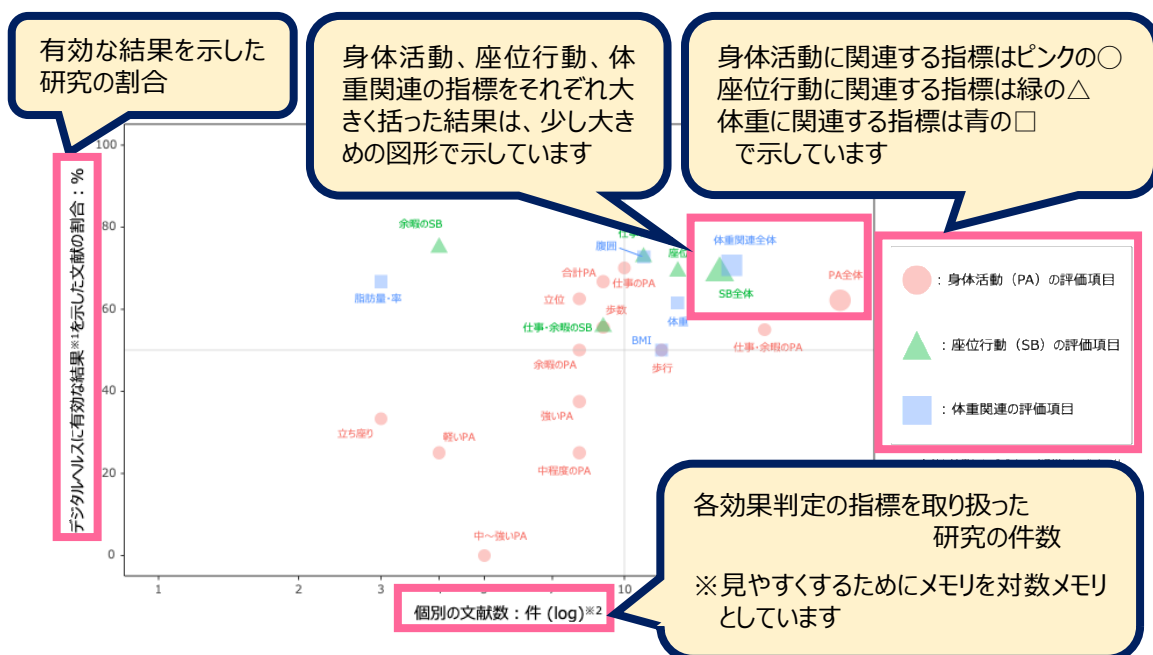 有効な結果を示した
研究の割合
身体活動、座位行動、体
重関連の指標をそれぞれ大
きく括った結果は、少し大き
めの図形で示しています
身体活動に関連する指標はピンクの○
座位行動に関連する指標は緑の△
体重に関連する指標は青の□
で示しています
デジタルヘルスに有効な結果※1を示した文献の割合：%
100
80
60
40
20
0
余暇のSB
脂肪量・率
腹囲
合計PA
仕事のPA
立位
歩数
仕事・余暇のSB
余暇のPA
BMI
歩行
体重
座位
体重関連全体
SB全体
PA全体
仕事・余暇のPA
強いPA
中程度のPA
立ち座り
軽いPA
中～強いPA
：身体活動（PA）の評価項目
：座位行動（SB）の評価項目
：体重関連の評価項目
1
2
3
10
個別の文献数：件 (log)※2
各効果判定の指標を取り扱った
研究の件数
※見やすくするためにメモリを対数メモリ
としています